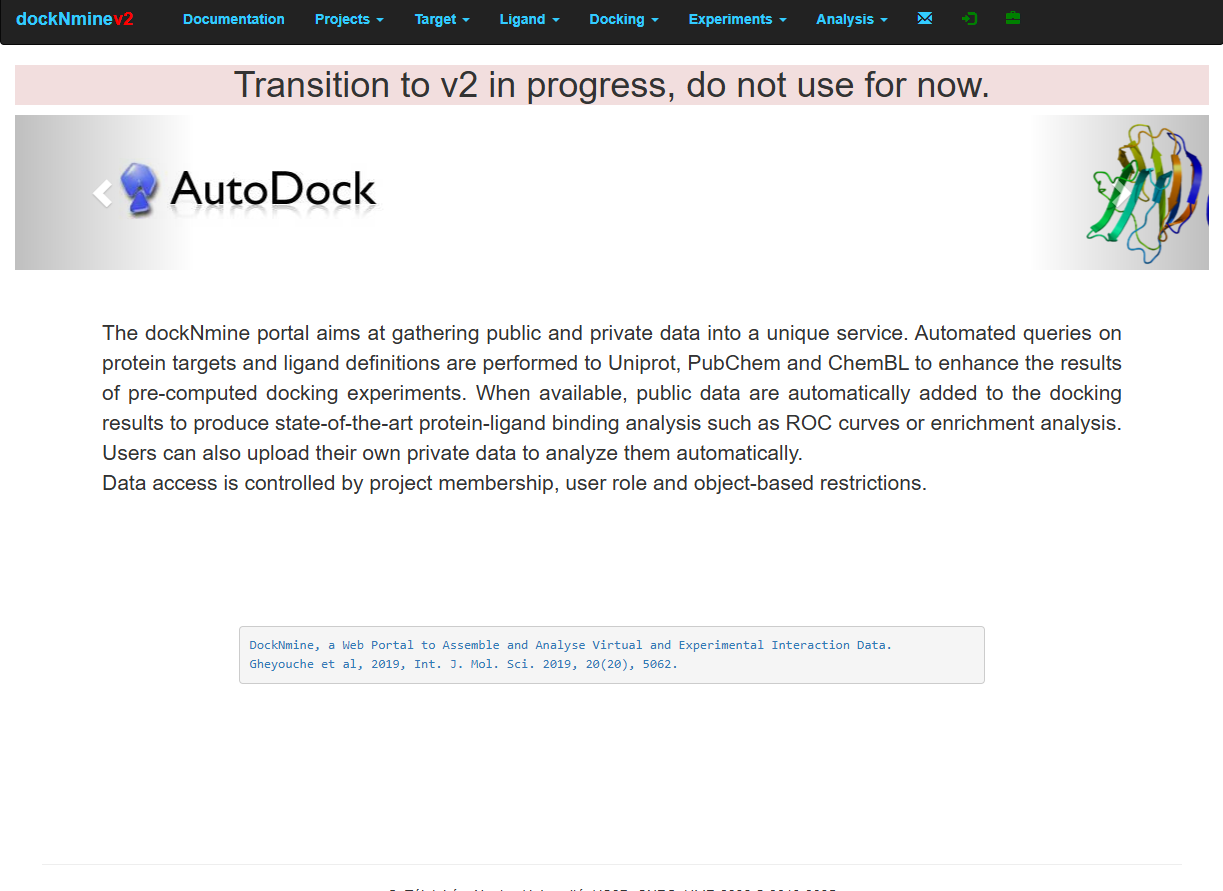 dockNminev2 Documentation Projects Target Ligand Docking Experiments Analysis
Transition to v2 in progress, do not use for now.
AutoDock
The dockNmine portal aims at gathering public and private data into a unique service. Automated queries on
protein targets and ligand definitions are performed to Uniprot, PubChem and ChemBL to enhance the results
of pre-computed docking experiments. When available, public data are automatically added to the docking
results to produce state-of-the-art protein-ligand binding analysis such as ROC curves or enrichment analysis.
Users can also upload their own private data to analyze them automatically.
Data access is controlled by project membership, user role and object-based restrictions.
DockNmine, a Web Portal to Assemble and Analyse Virtual and Experimental Interaction Data.
Gheyouche et al, 2019, Int. J. Mol. Sci. 2019, 20(20), 5062.